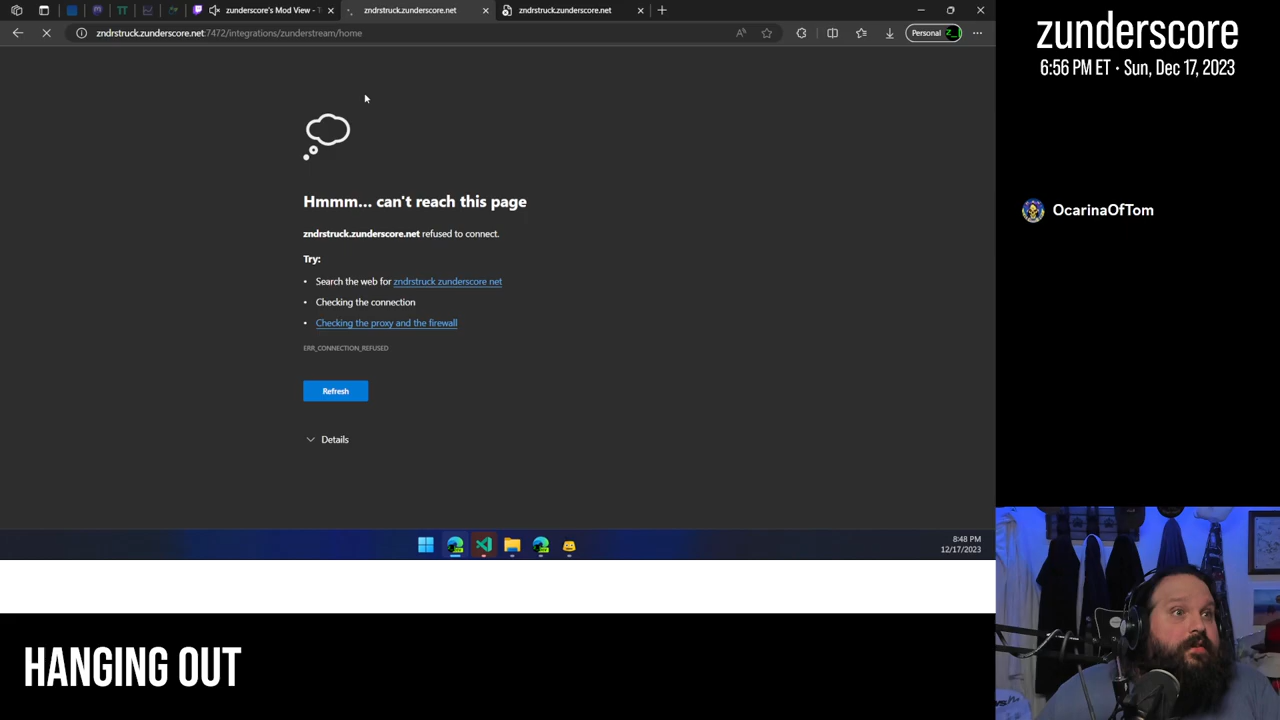 zunderscore's Mod View - T
zndrstruck.zunderscore.net
zndrstruck.zunderscore.net
zndrstruck.zunderscore.net:7472/integrations/zunderstream/home
Personal
Hmmm... can't reach this page
zndrstruck.zunderscore.net refused to connect.
Try:
• Search the web for zndrstruck zunderscore net
• Checking the connection
• Checking the proxy and the firewall
ERR_CONNECTION_REFUSED
Refresh
Details
8:48 PM
12/17/2023
zunderscore
6:56 PM ET • Sun, Dec 17, 2023
OcarinaOfTom
HANGING OUT